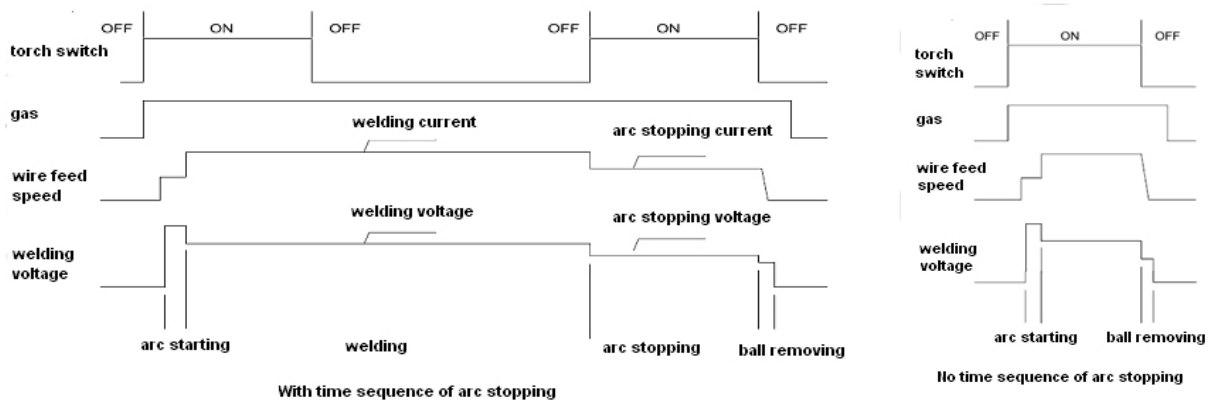 OFF ON OFF OFF ON OFF
torch switch
gas
welding current arc stopping current
wire feed
speed
welding voltage arc stopping voltage
welding
voltage
arc starting welding arc stopping ball removing
With time sequence of arc stopping
OFF ON OFF
torch
switch
gas
wire feed
speed
welding
voltage
arc starting ball removing
No time sequence of arc stopping